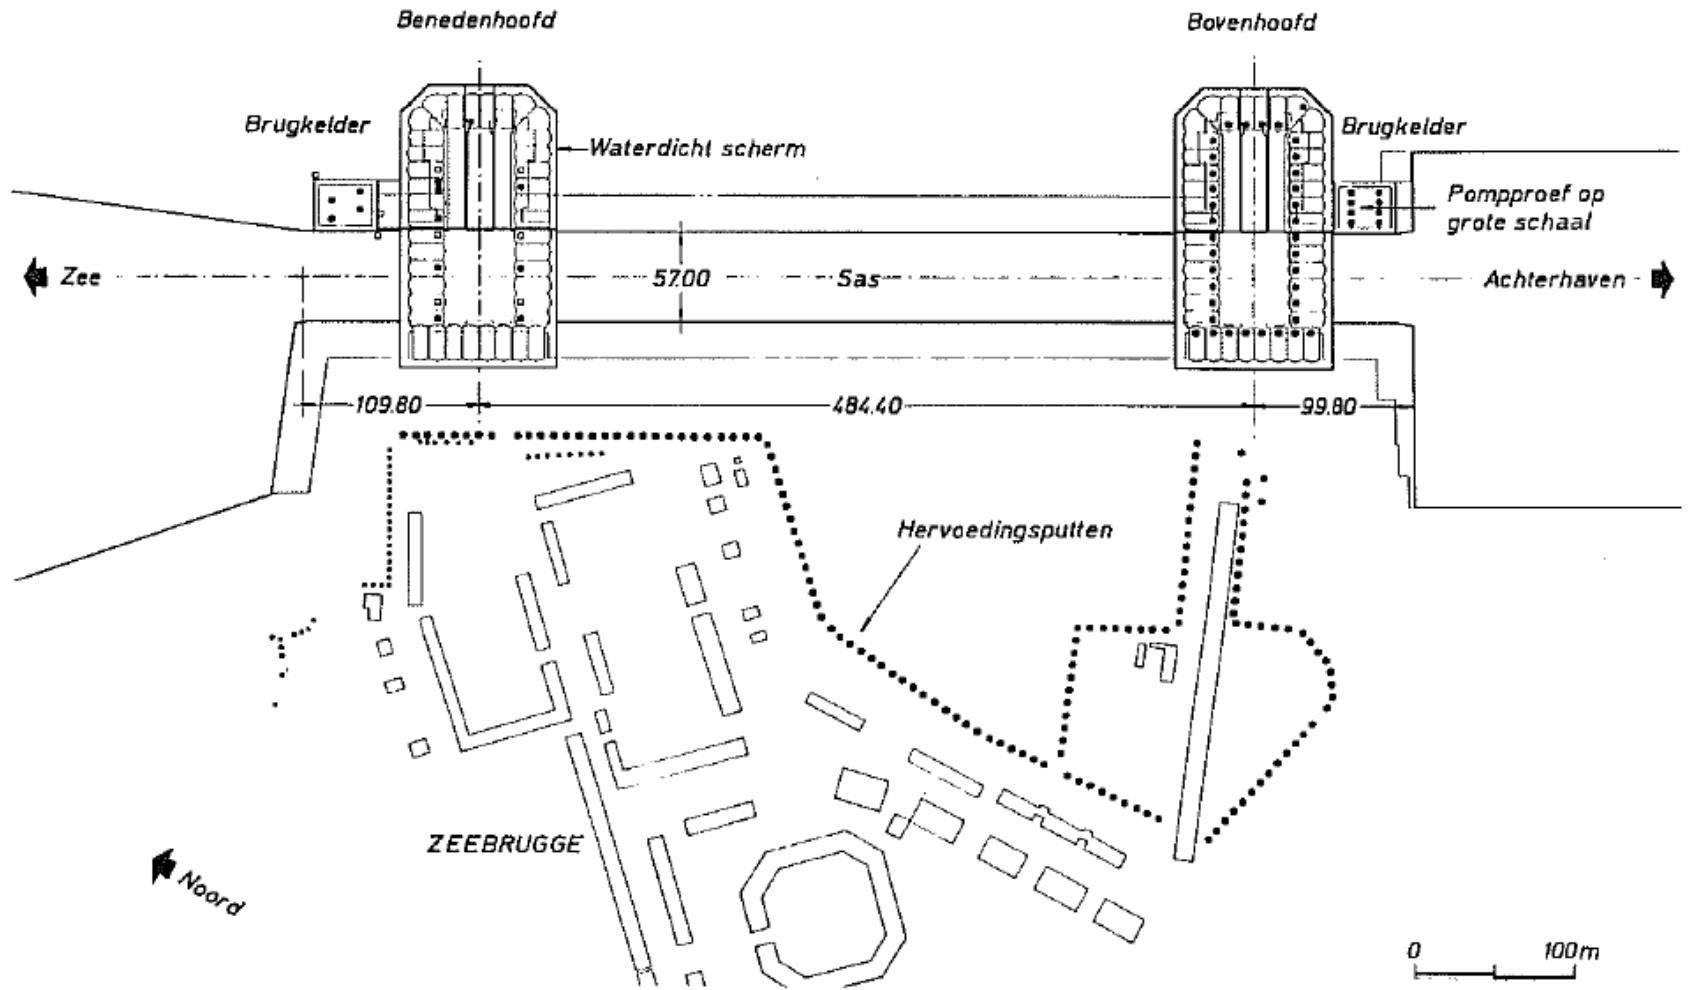 Benedenhoofd
Bovenhoofd
Brugkelder
Waterdicht scherm
Brugkelder
Pompproef op
grote schaal
Zee
57.00
Sas
Achterhaven
109.80
484.40
99.80
Hervoedingsputten
ZEEBRUGGE
Noord
0
100m